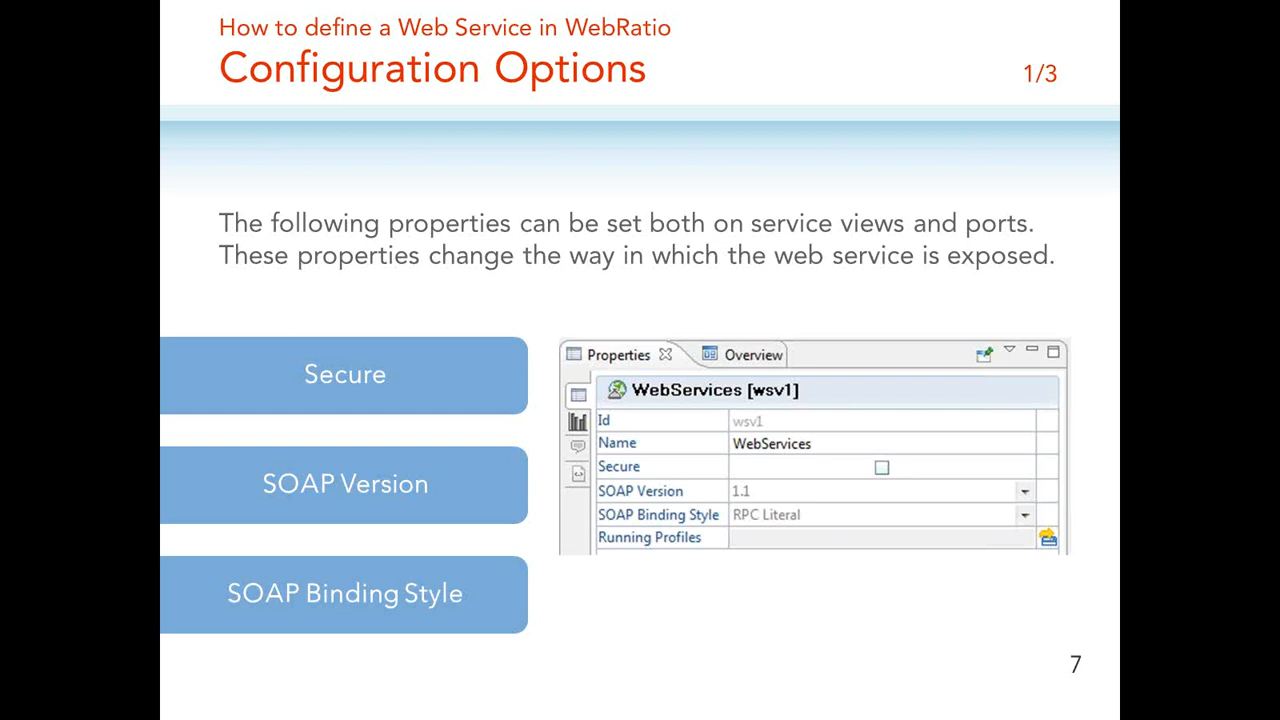 How to define a Web Service in WebRatio
Configuration Options
1/3
The following properties can be set both on service views and ports.
These properties change the way in which the web service is exposed.
Secure
SOAP Version
SOAP Binding Style
Properties
Overview
WebServices [wsv1]
Id wsv1
Name WebServices
Secure
SOAP Version 1.1
SOAP Binding Style RPC Literal
Running Profiles
7